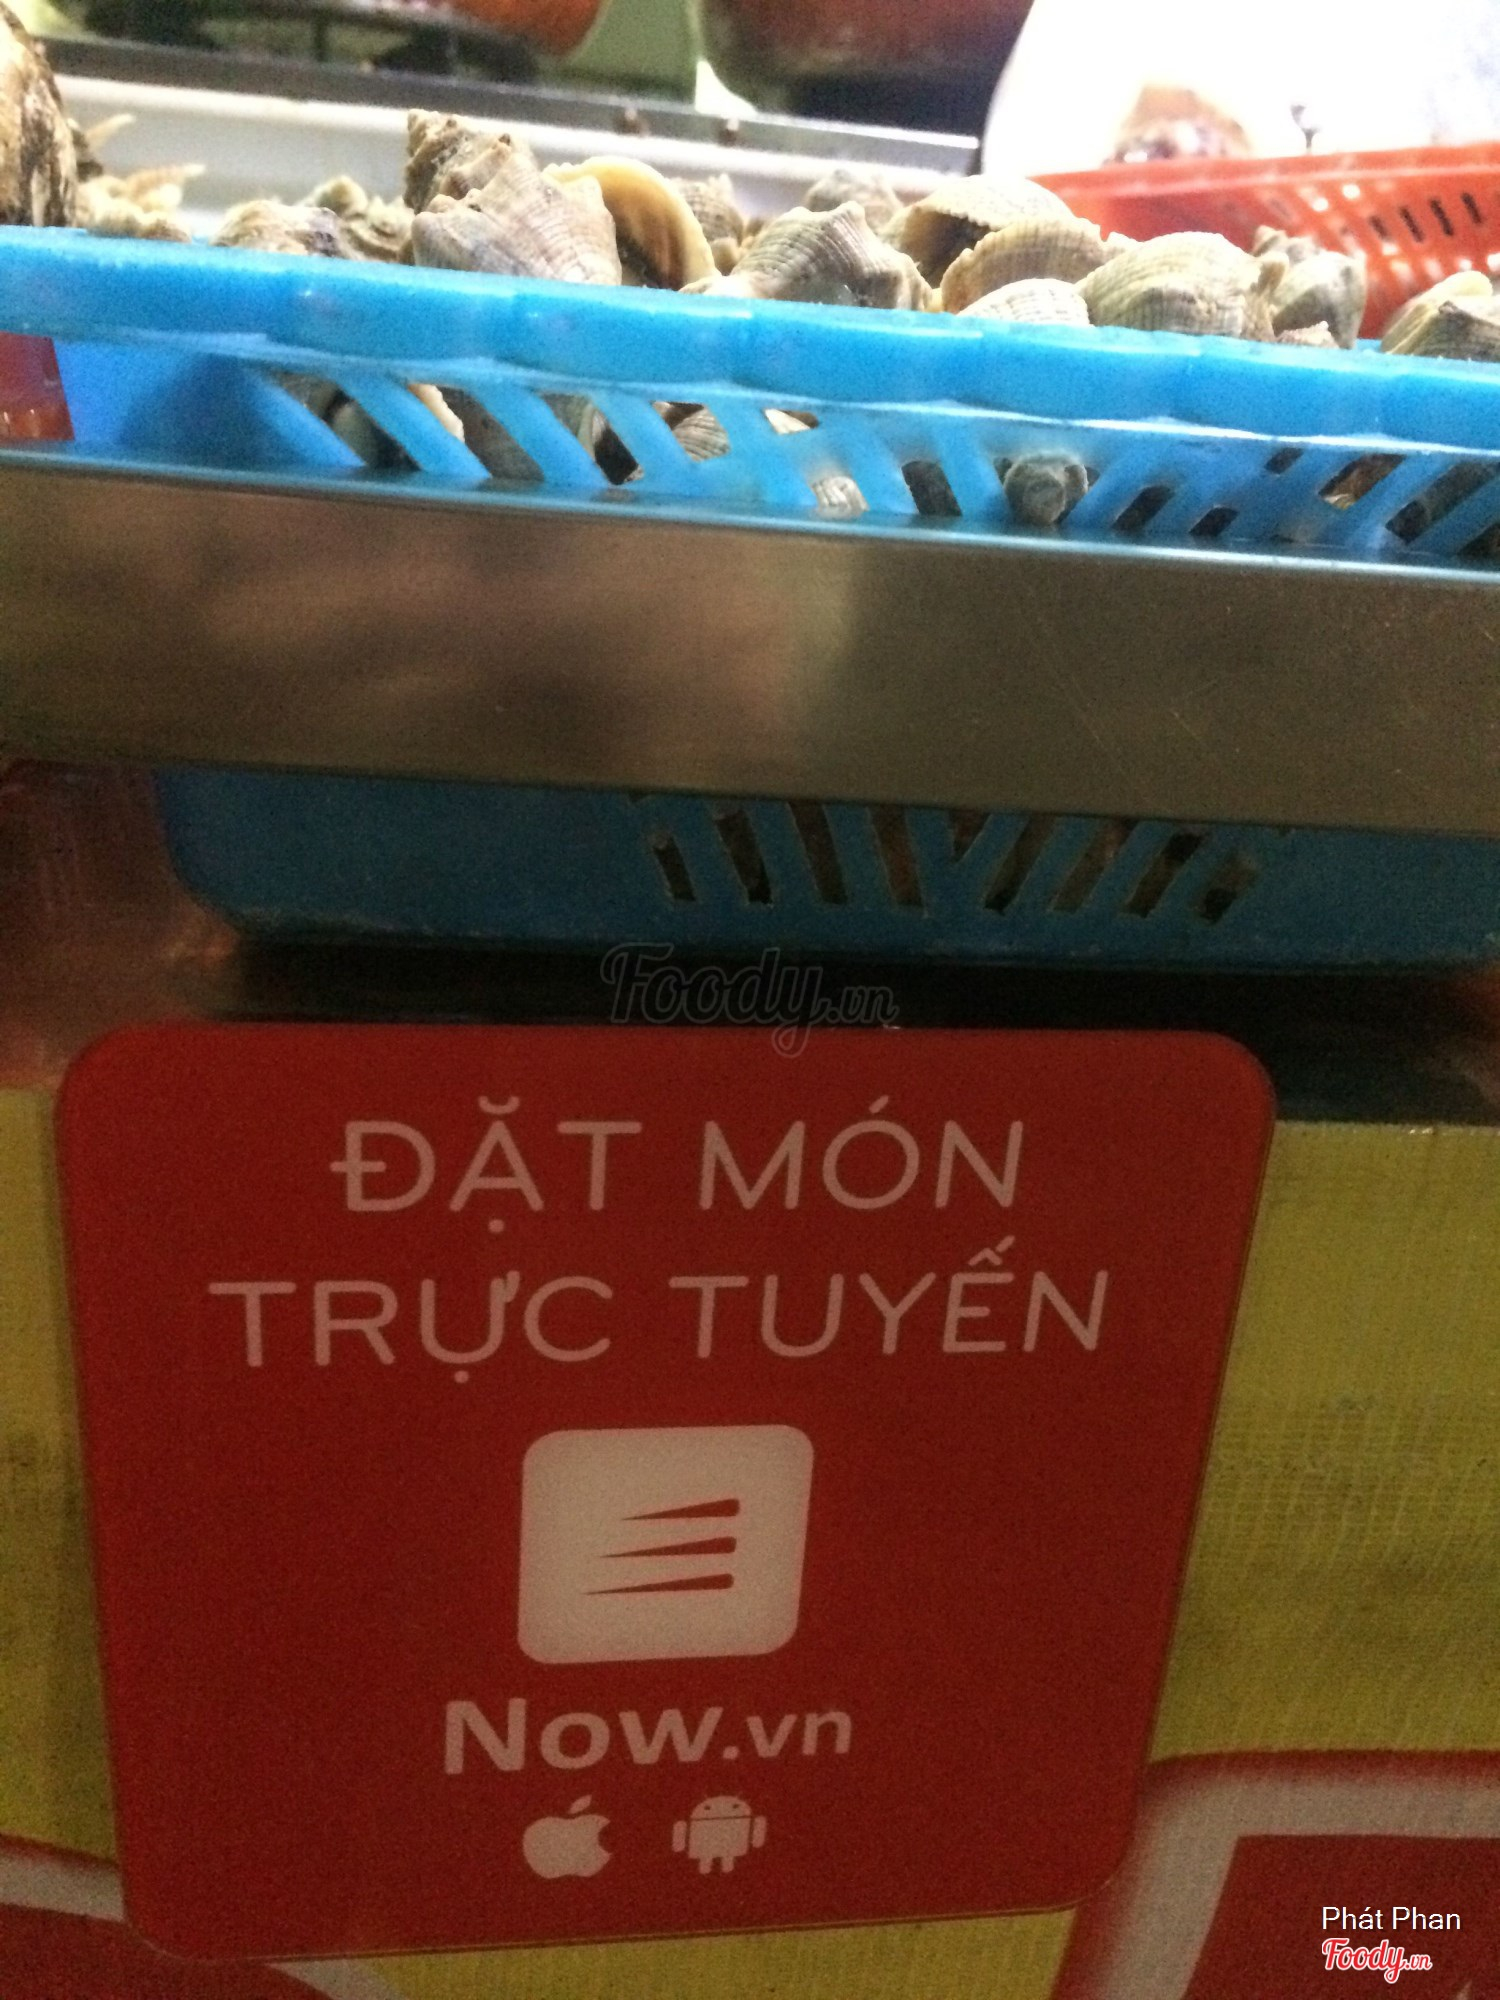 Foody.vn
ĐẶT MÓN
TRỰC TUYẾN
Now.vn
Phát Phan
Foody.vn